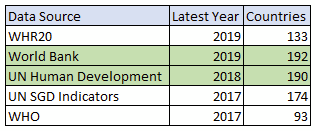 Data Source Latest Year Countries
WHR20 2019 133
World Bank 2019 192
UN Human Development 2018 190
UN SGD Indicators 2017 174
WHO 2017 93